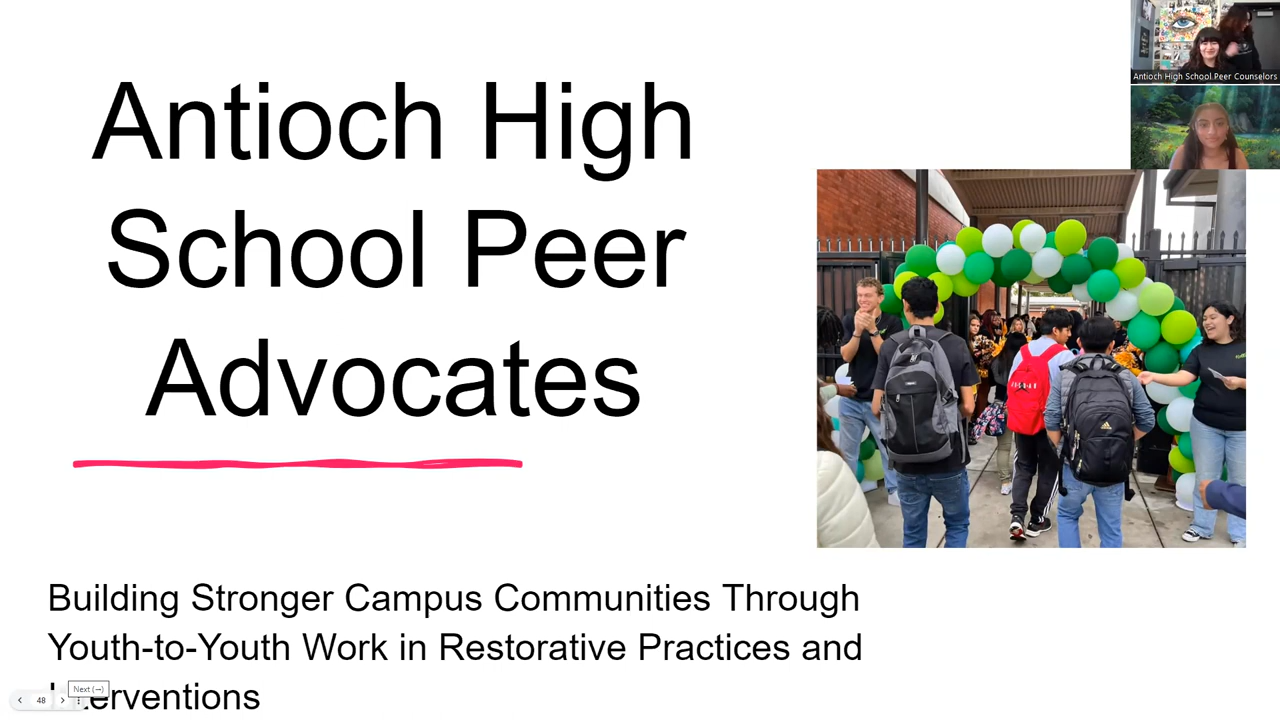 Antioch High
School Peer
Advocates
Antioch High School Peer Counselors
Building Stronger Campus Communities Through
Youth-to-Youth Work in Restorative Practices and
Interventions
Next (→)
48